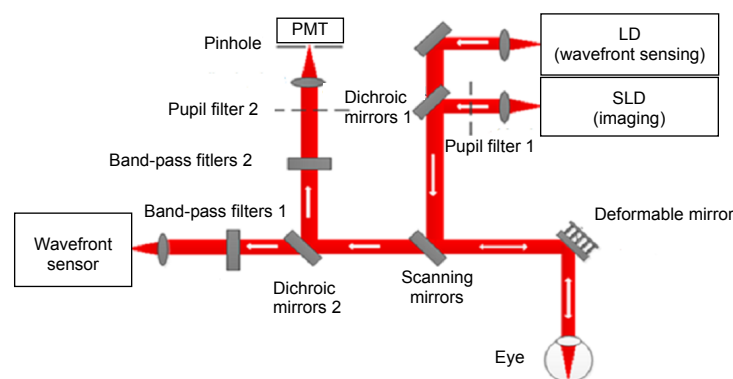 PMT
Pinhole
LD
(wavefront sensing)
Dichroic
mirrors 1
SLD
(imaging)
Pupil filter 2
Pupil filter 1
Band-pass fitlers 2
Band-pass filters 1
Deformable mirror
Wavefront
sensor
Dichroic
mirrors 2
Scanning
mirrors
Eye